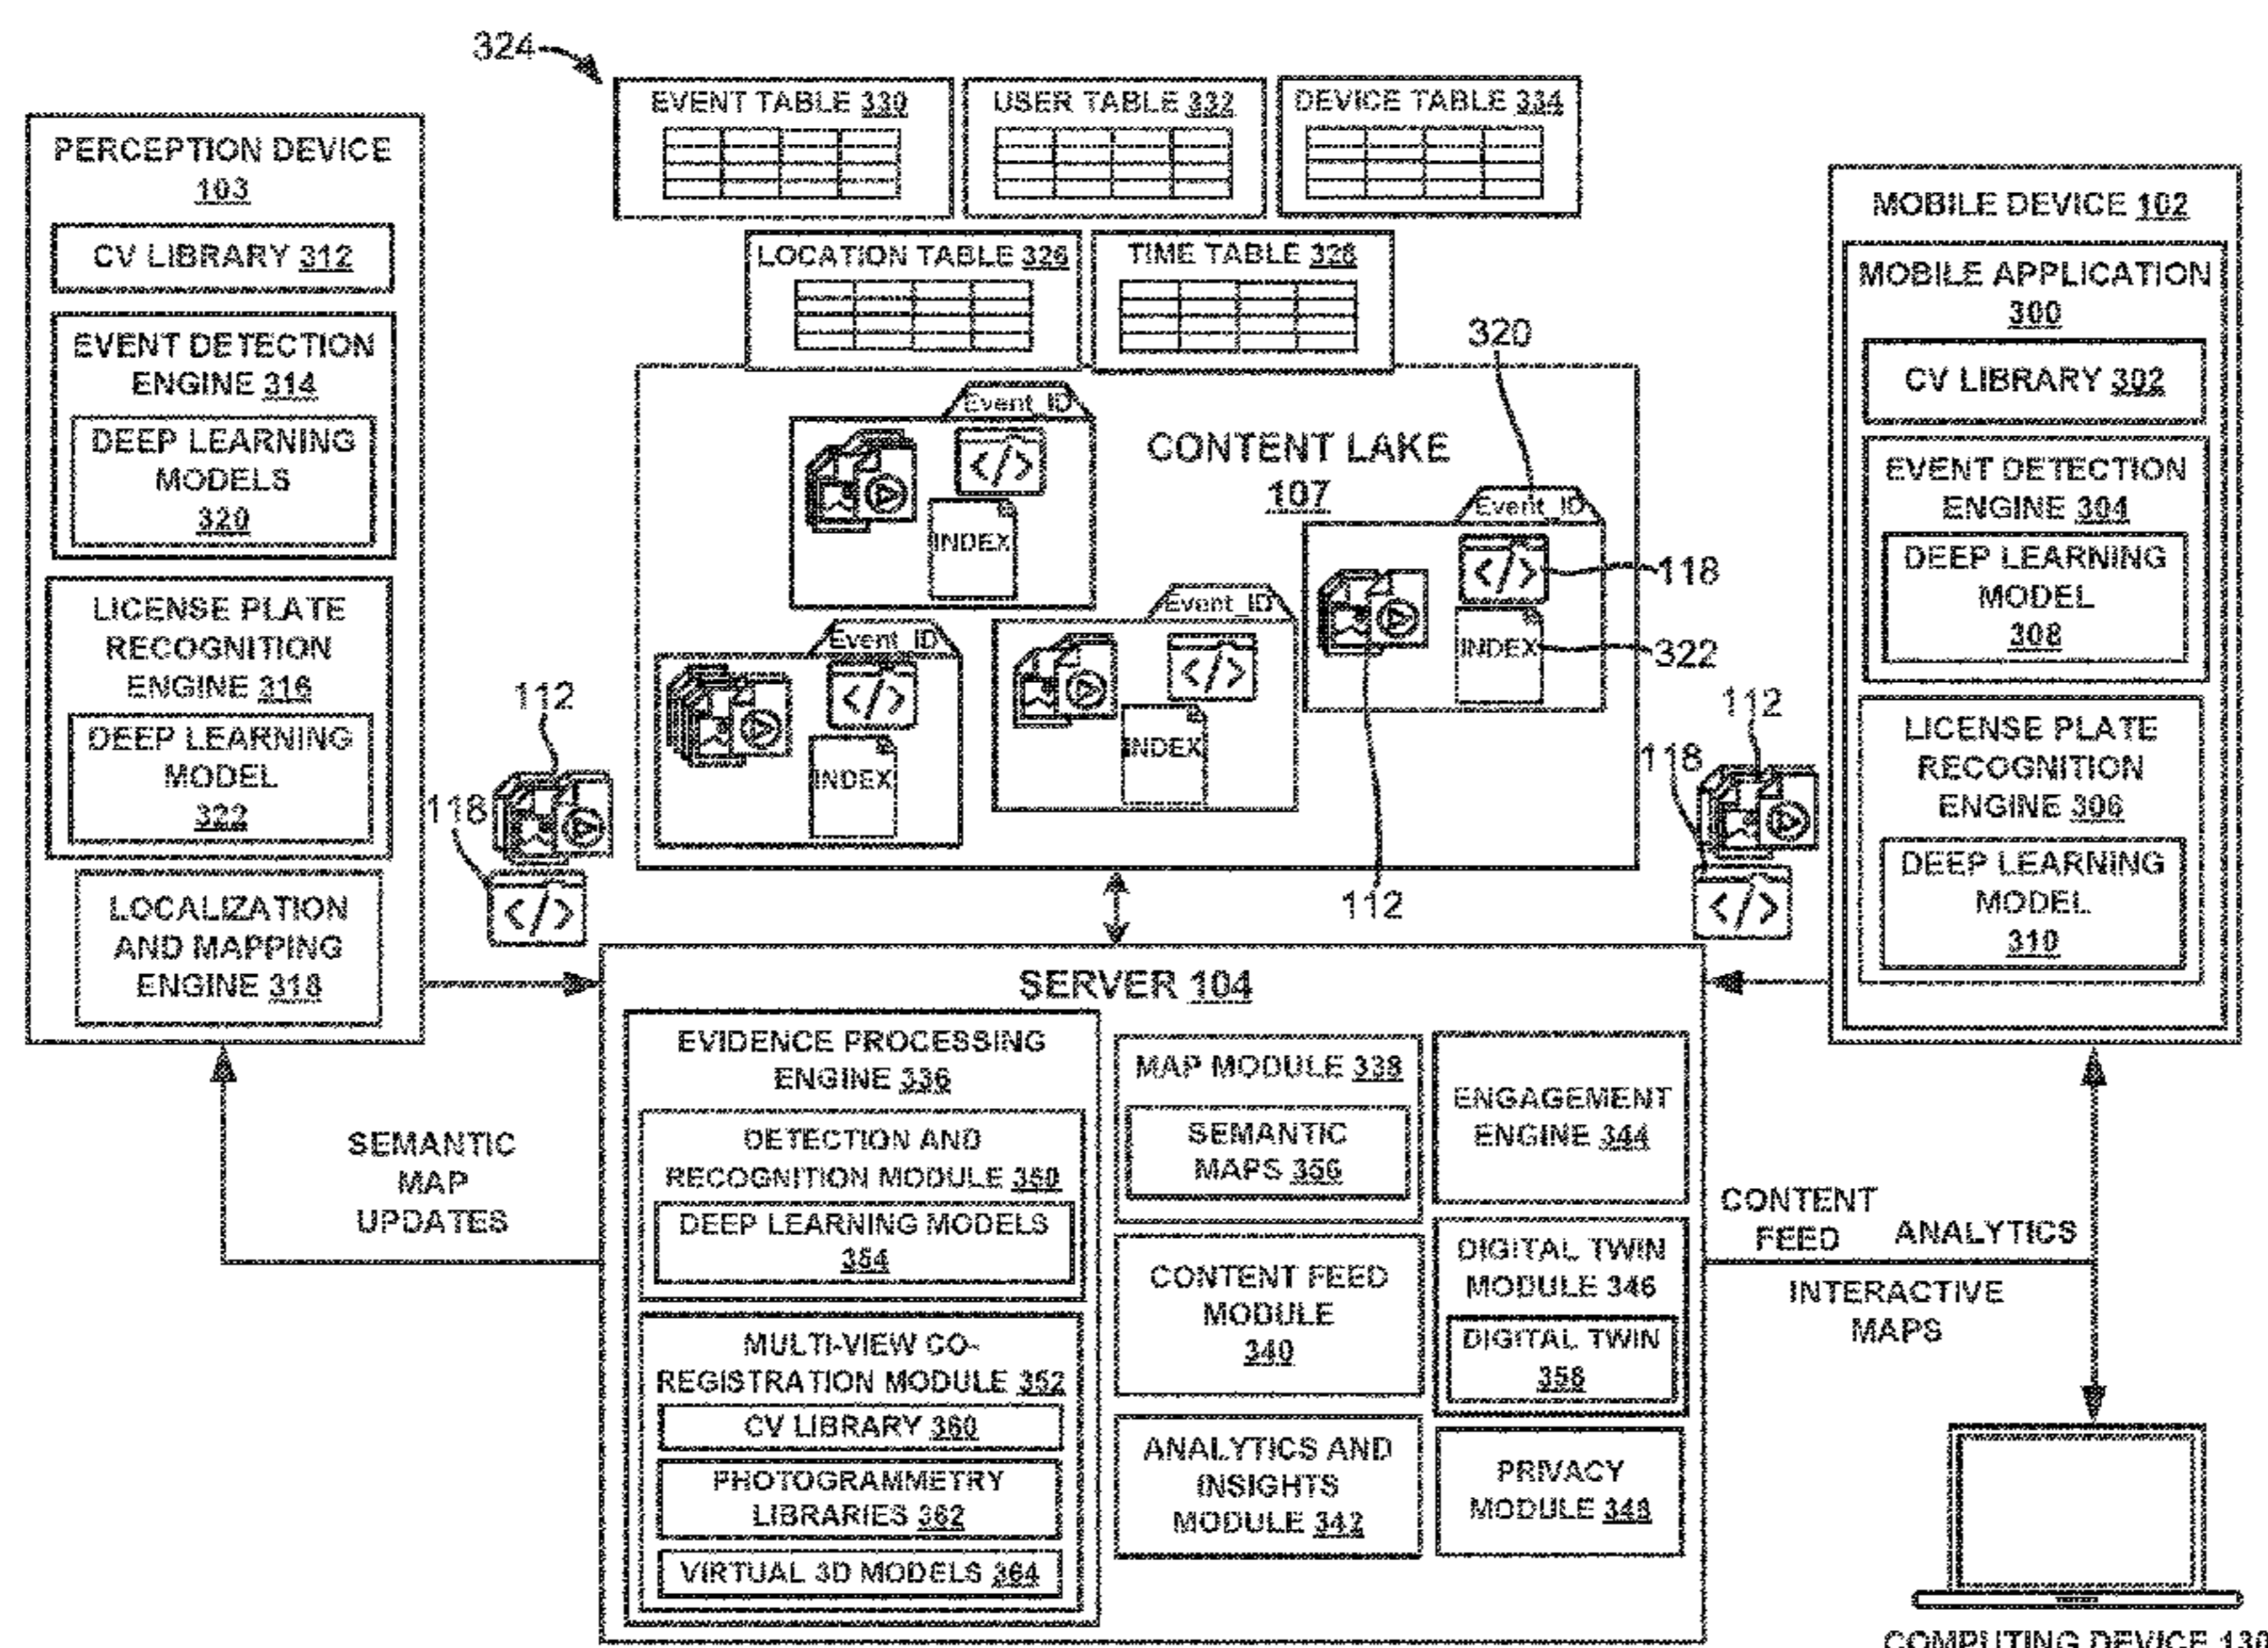 324
EVENT TABLE 330
USER TABLE 332
DEVICE TABLE 334
LOCATION TABLE 326
TIME TABLE 328
PERCEPTION DEVICE
103
CV LIBRARY 312
EVENT DETECTION
ENGINE 314
DEEP LEARNING
MODELS
320
LICENSE PLATE
RECOGNITION
ENGINE 316
DEEP LEARNING
MODEL
322
LOCALIZATION
AND MAPPING
ENGINE 318
112
118
</>
CONTENT LAKE
107
Event_ID
</>
INDEX
320
Event_ID
</>
118
INDEX
322
112
Event_ID
</>
INDEX
Event_ID
</>
INDEX
MOBILE DEVICE 102
MOBILE APPLICATION
300
CV LIBRARY 302
EVENT DETECTION
ENGINE 304
DEEP LEARNING
MODEL
308
LICENSE PLATE
RECOGNITION
ENGINE 306
DEEP LEARNING
MODEL
310
112
118
</>
SERVER 104
EVIDENCE PROCESSING
ENGINE 336
DETECTION AND
RECOGNITION MODULE 350
DEEP LEARNING MODELS
354
MULTI-VIEW CO-
REGISTRATION MODULE 352
CV LIBRARY 360
PHOTOGRAMMETRY
LIBRARIES 362
VIRTUAL 3D MODELS 364
MAP MODULE 338
SEMANTIC
MAPS 356
CONTENT FEED
MODULE
340
ANALYTICS AND
INSIGHTS
MODULE 342
ENGAGEMENT
ENGINE 344
DIGITAL TWIN
MODULE 346
DIGITAL TWIN
358
PRIVACY
MODULE 348
SEMANTIC
MAP
UPDATES
CONTENT
FEED
ANALYTICS
INTERACTIVE
MAPS
COMPUTING DEVICE